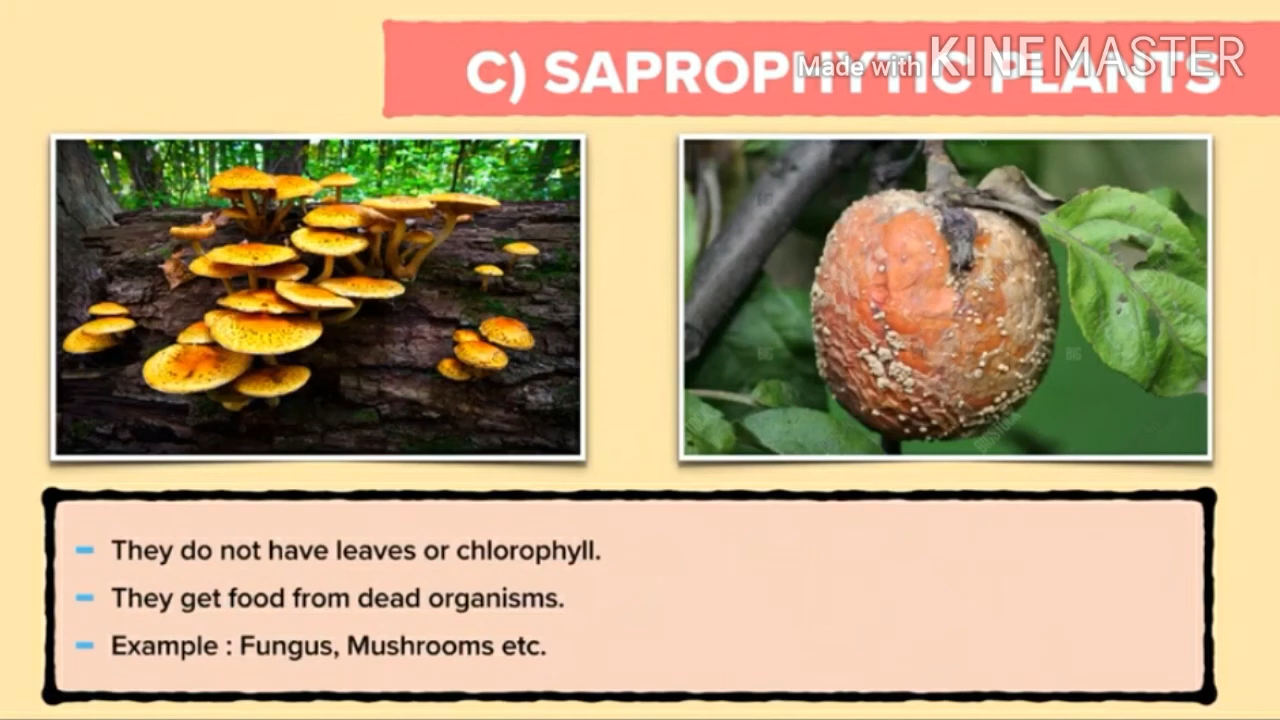 C) SAPROPHYTIC PLANTS
Made with KINEMASTER
They do not have leaves or chlorophyll.
They get food from dead organisms.
Example : Fungus, Mushrooms etc.